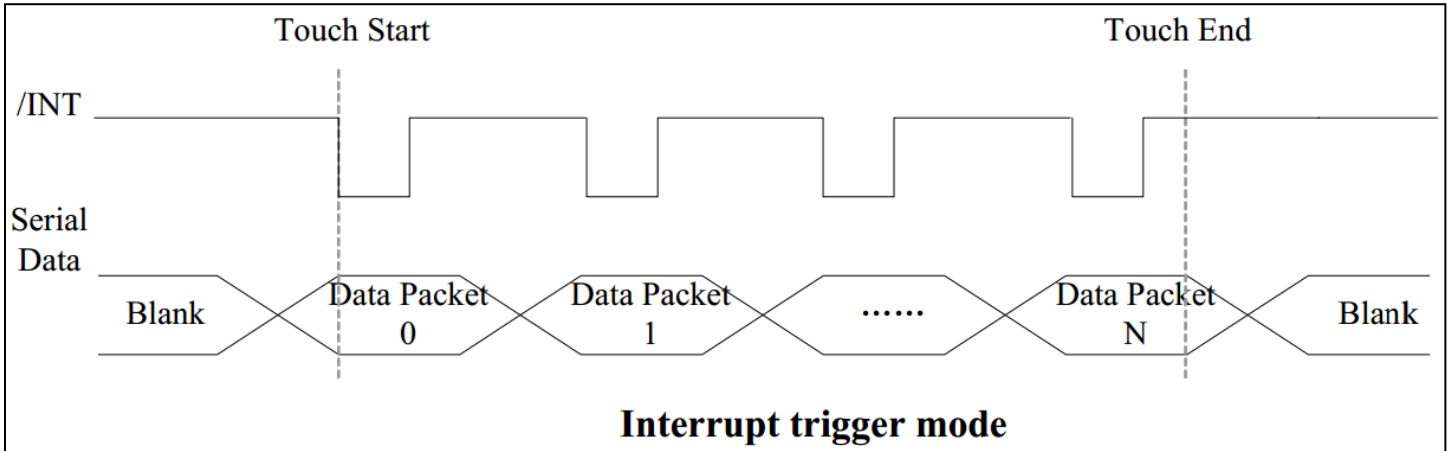 Touch Start
Touch End
/INT
Serial
Data
Blank
Data Packet
0
Data Packet
1
......
Data Packet
N
Blank
Interrupt trigger mode